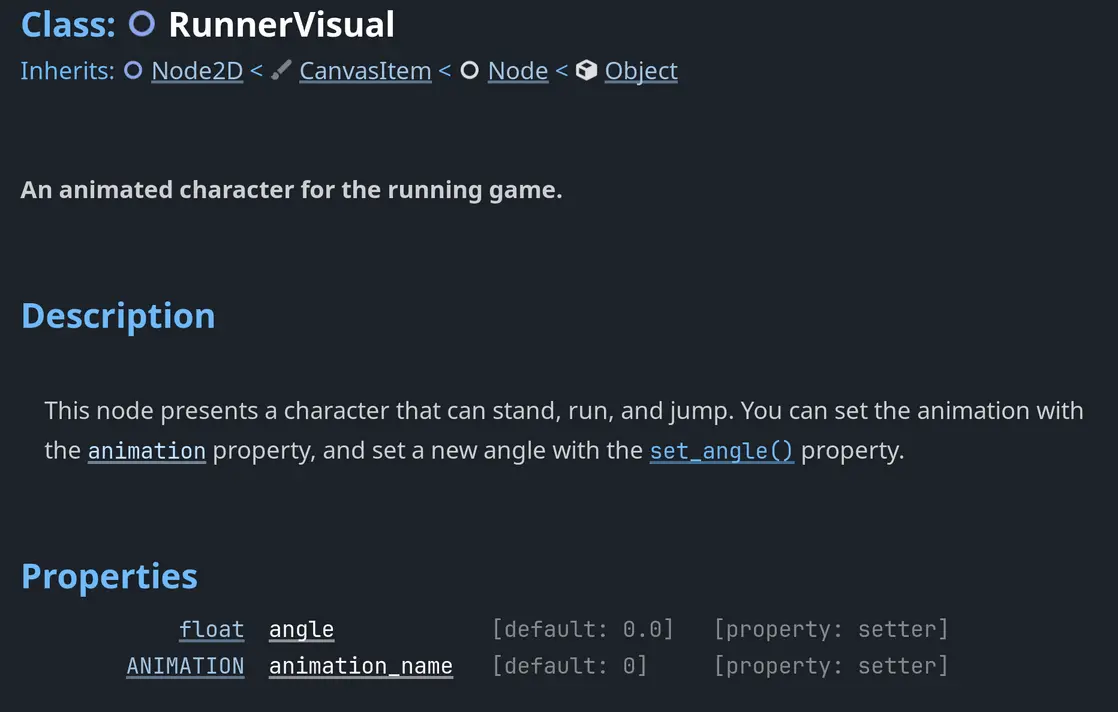 Class: RunnerVisual
Inherits: Node2D < CanvasItem < Node < Object
An animated character for the running game.
Description
This node presents a character that can stand, run, and jump. You can set the animation with
the animation property, and set a new angle with the set_angle() property.
Properties
float angle [default: 0.0] [property: setter]
ANIMATION animation_name [default: 0] [property: setter]